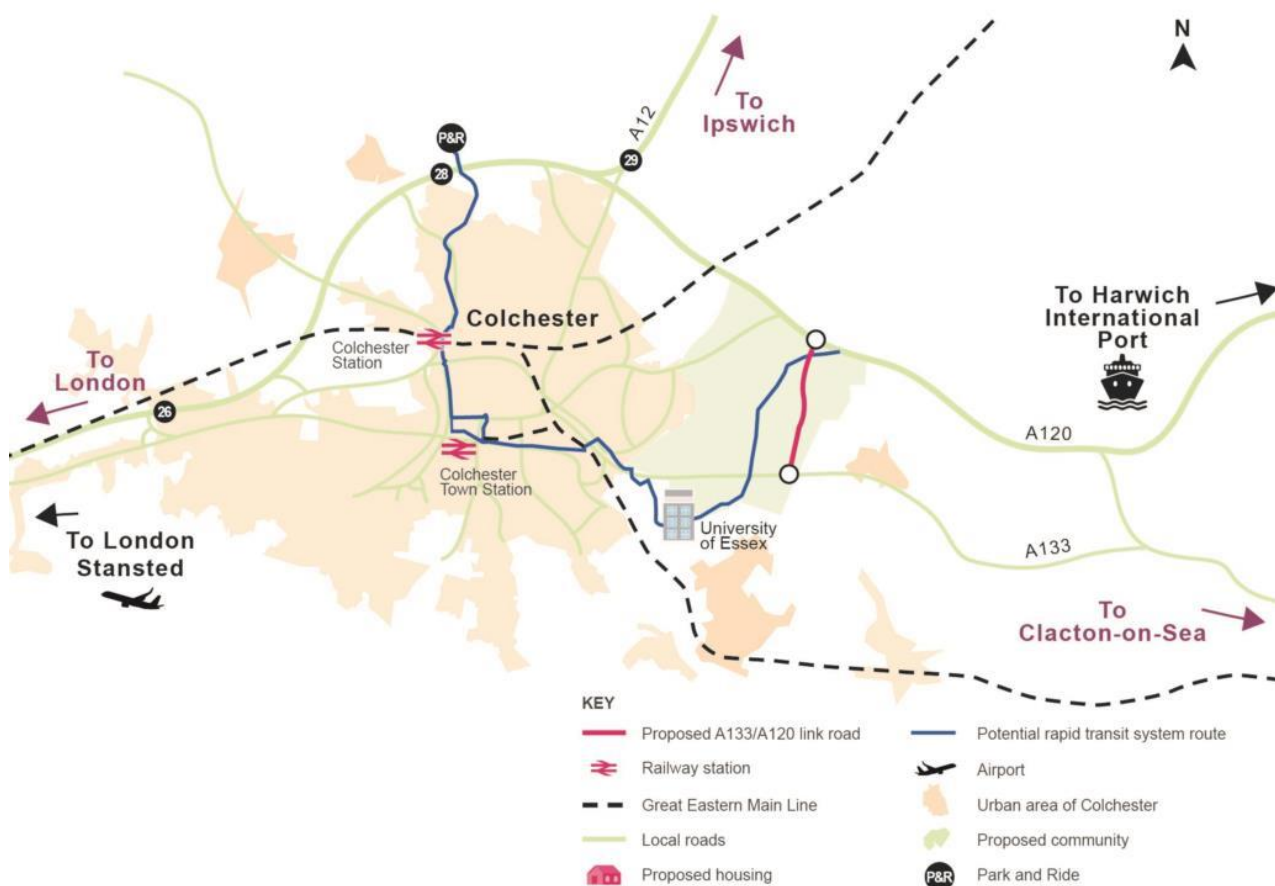 N
To
Ipswich
A12
P&R
28
29
Colchester
Colchester
Station
To
London
26
To Harwich
International
Port
A120
Colchester
Town Station
University
of Essex
To London
Stansted
A133
To
Clacton-on-Sea
KEY
Proposed A133/A120 link road
Potential rapid transit system route
Railway station
Airport
Great Eastern Main Line
Urban area of Colchester
Local roads
Proposed community
Proposed housing
P&R
Park and Ride